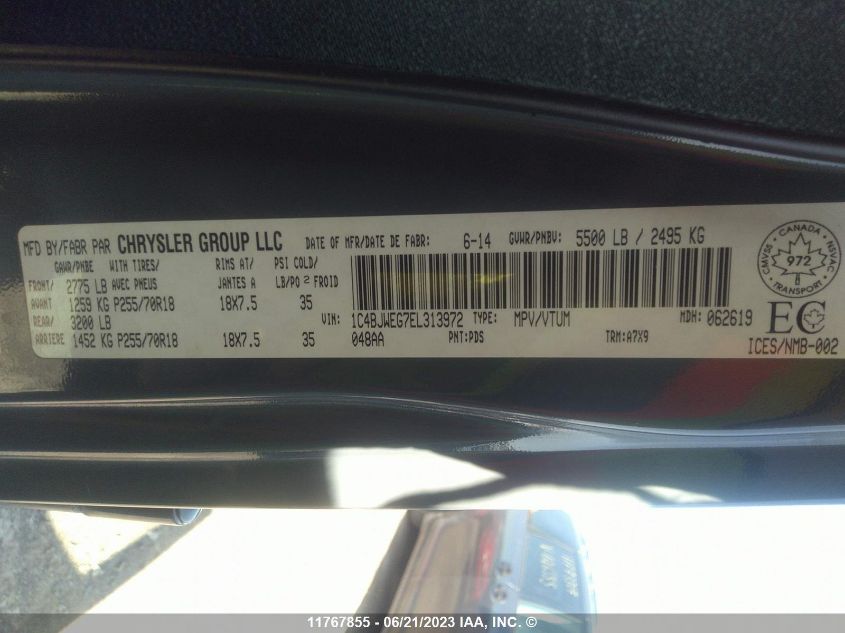 MFD BY/FABR PAR CHRYSLER GROUP LLC DATE OF MFR/DATE DE FABR: 6-14 GVWR/PNBV: 5500 LB / 2495 KG
GAWR/PNBE WITH TIRES/ RIMS AT/ PSI COLD/
FRONT/ 2775 LB AVEC PNEUS JANTES A LB/PO 2 FROID
AVANT 1259 KG P255/70R18 18X7.5 35
REAR/ 3200 LB
ARRIERE 1452 KG P255/70R18 18X7.5 35
VIN: 1C4BJWEG7EL313972 TYPE: MPV/VTUM MDH: 062619
048AA PNT:PDS TRM:A7X9
CANADA
CMVSS 972 NSVAC
TRANSPORT
EC
ICES/NMB-002
11767855 - 06/21/2023 IAA, Inc. ©